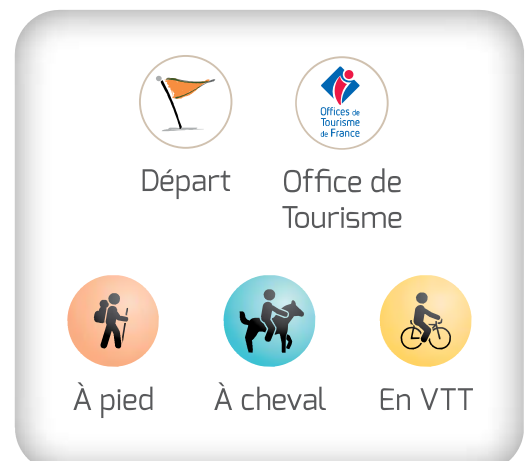 Offices de
Tourisme
de France
Départ
Office de
Tourisme
À pied
À cheval
En VTT